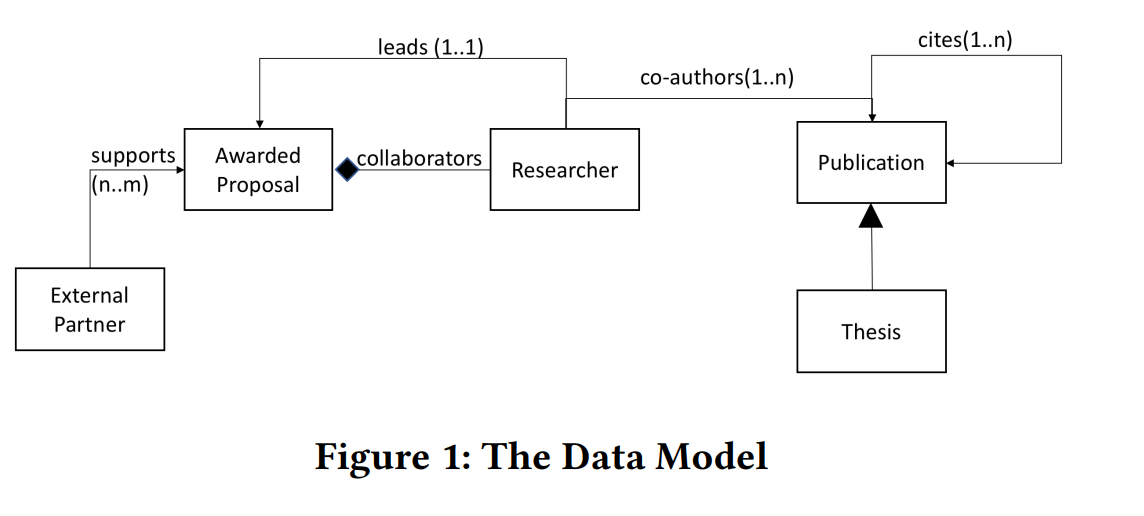 cites(1..n)
leads (1..1)
co-authors(1..n)
supports
(n..m)
Awarded
Proposal
collaborators
Researcher
Publication
External
Partner
Thesis
Figure 1: The Data Model